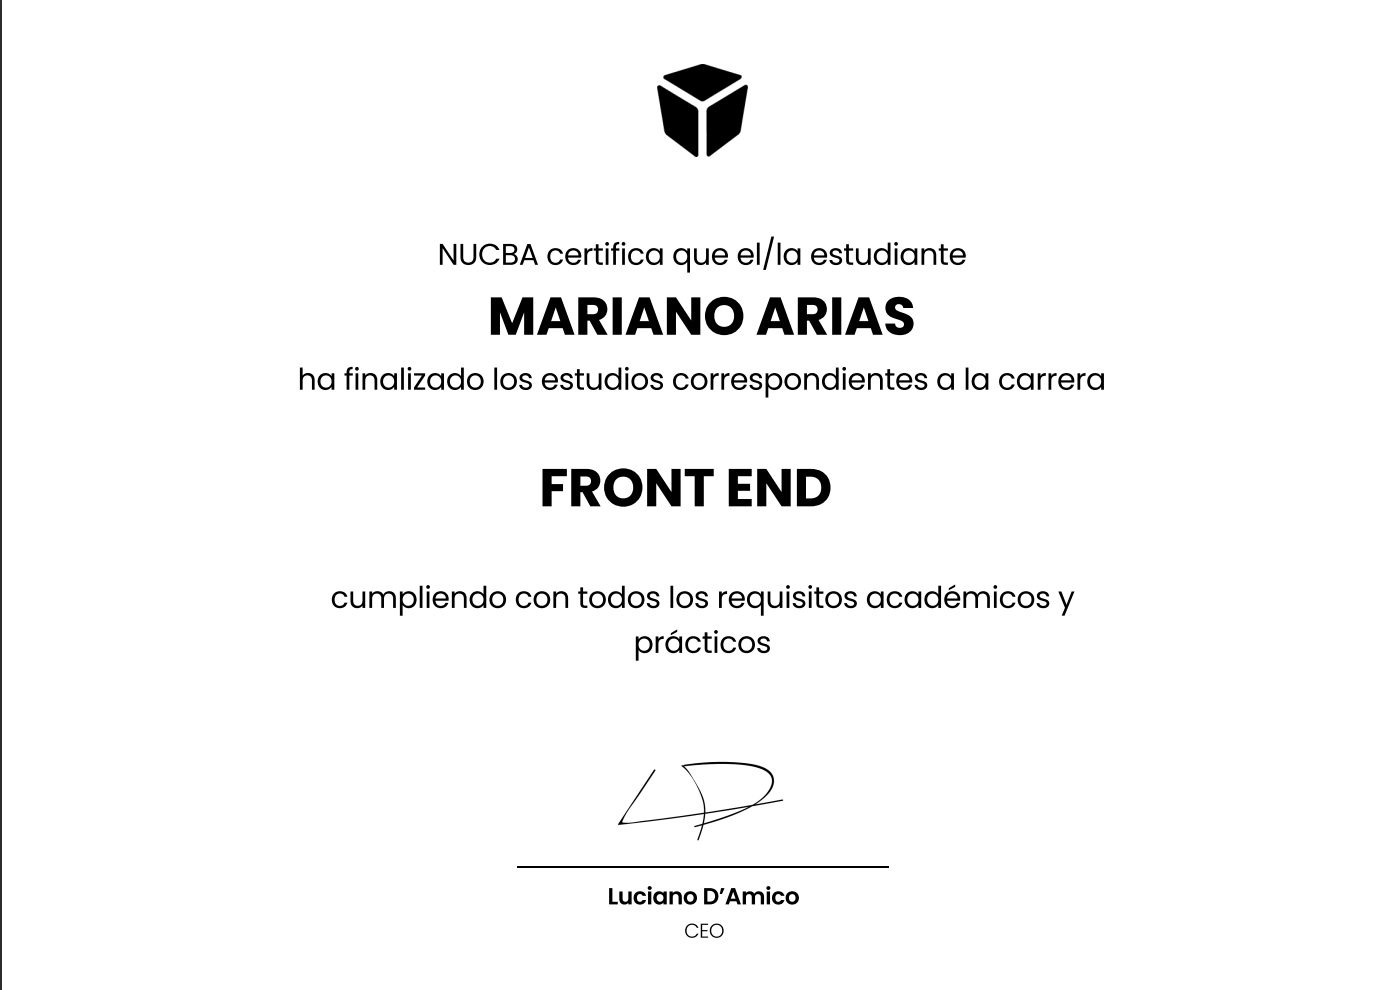 NUCBA certifica que el/la estudiante
MARIANO ARIAS
ha finalizado los estudios correspondientes a la carrera
FRONT END
cumpliendo con todos los requisitos académicos y
prácticos
Luciano D’Amico
CEO